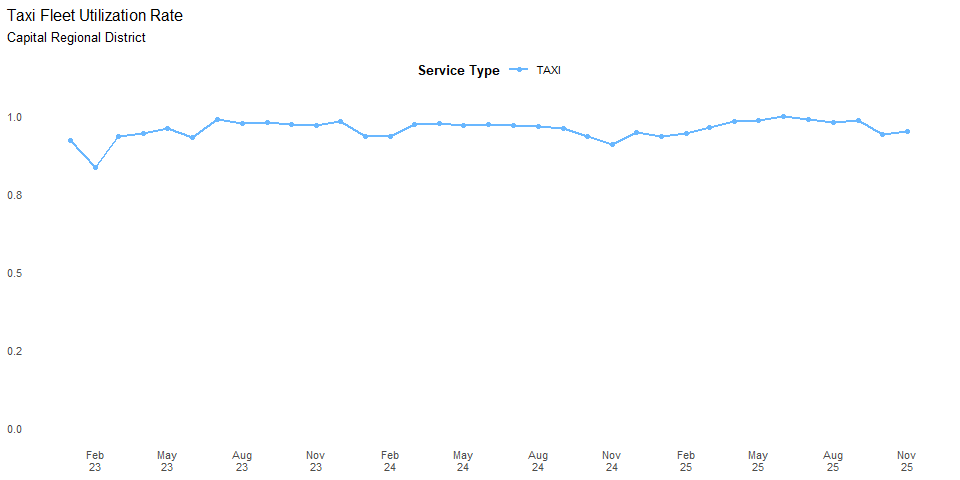 Taxi Fleet Utilization Rate
Capital Regional District
Service Type TAXI
1.0
0.8
0.5
0.2
0.0
Feb May Aug Nov Feb May Aug Nov Feb May Aug Nov
23 23 23 23 24 24 24 24 25 25 25 25